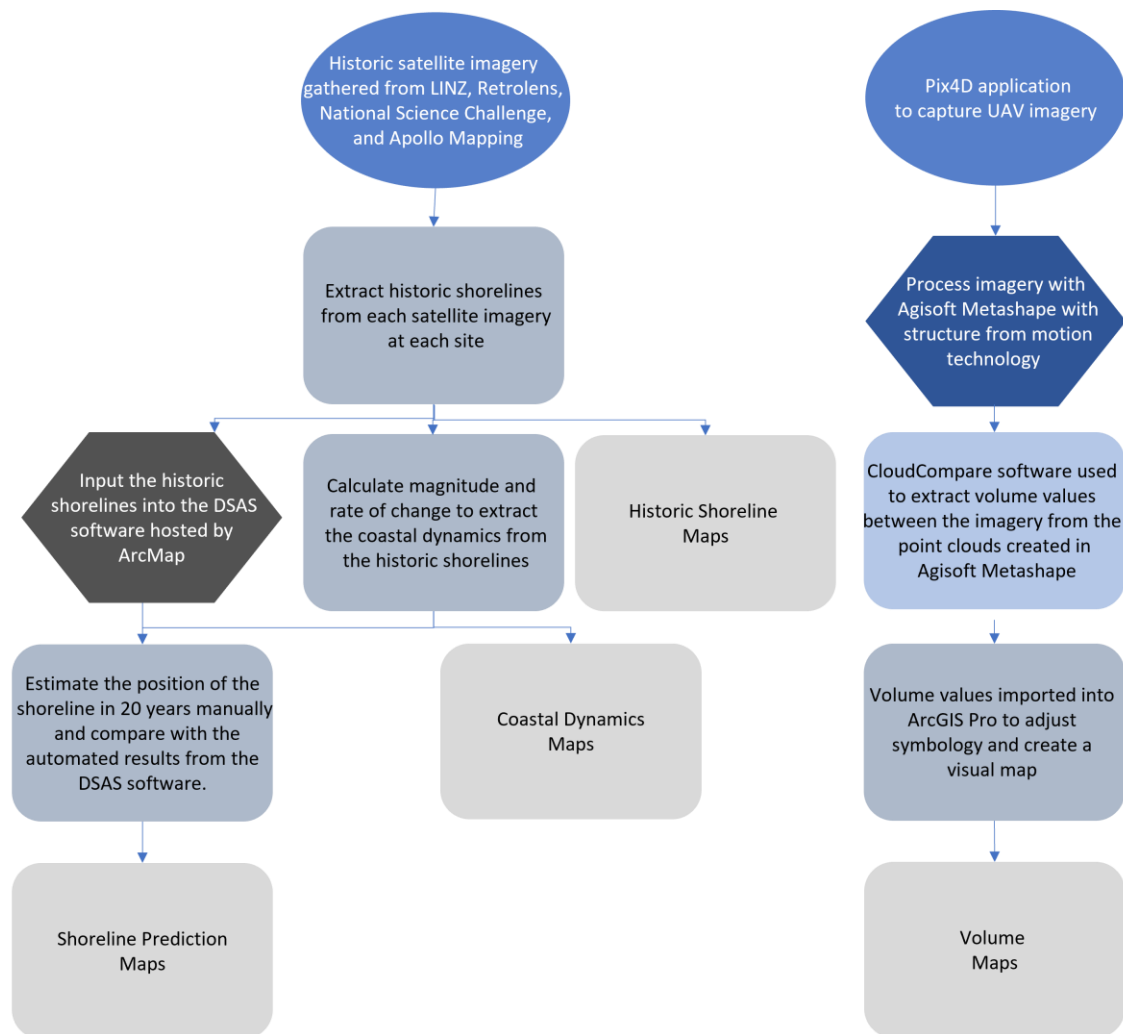 Historic satellite imagery
gathered from LINZ, Retrolens,
National Science Challenge,
and Apollo Mapping
Pix4D application
to capture UAV imagery
Extract historic shorelines
from each satellite imagery
at each site
Process imagery with
Agisoft Metashape with
structure from motion
technology
Input the historic
shorelines into the DSAS
software hosted by
ArcMap
Calculate magnitude and
rate of change to extract
the coastal dynamics from
the historic shorelines
Historic Shoreline
Maps
CloudCompare software used
to extract volume values
between the imagery from the
point clouds created in
Agisoft Metashape
Estimate the position of the
shoreline in 20 years manually
and compare with the
automated results from the
DSAS software.
Coastal Dynamics
Maps
Volume values imported into
ArcGIS Pro to adjust
symbology and create a
visual map
Shoreline Prediction
Maps
Volume
Maps